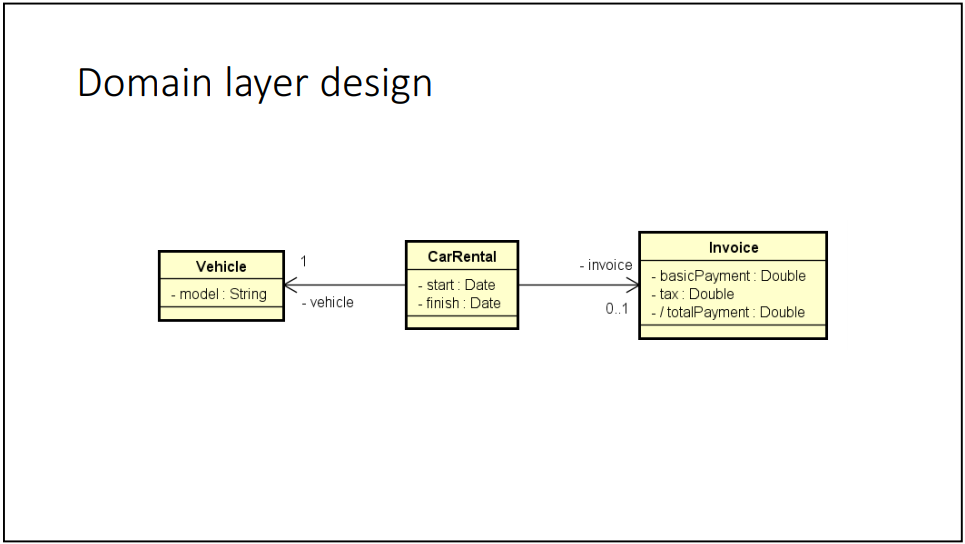 Domain layer design
Vehicle
- model : String
1
- vehicle
CarRental
- start : Date
- finish : Date
- invoice
0..1
Invoice
- basicPayment : Double
- tax : Double
- / totalPayment : Double